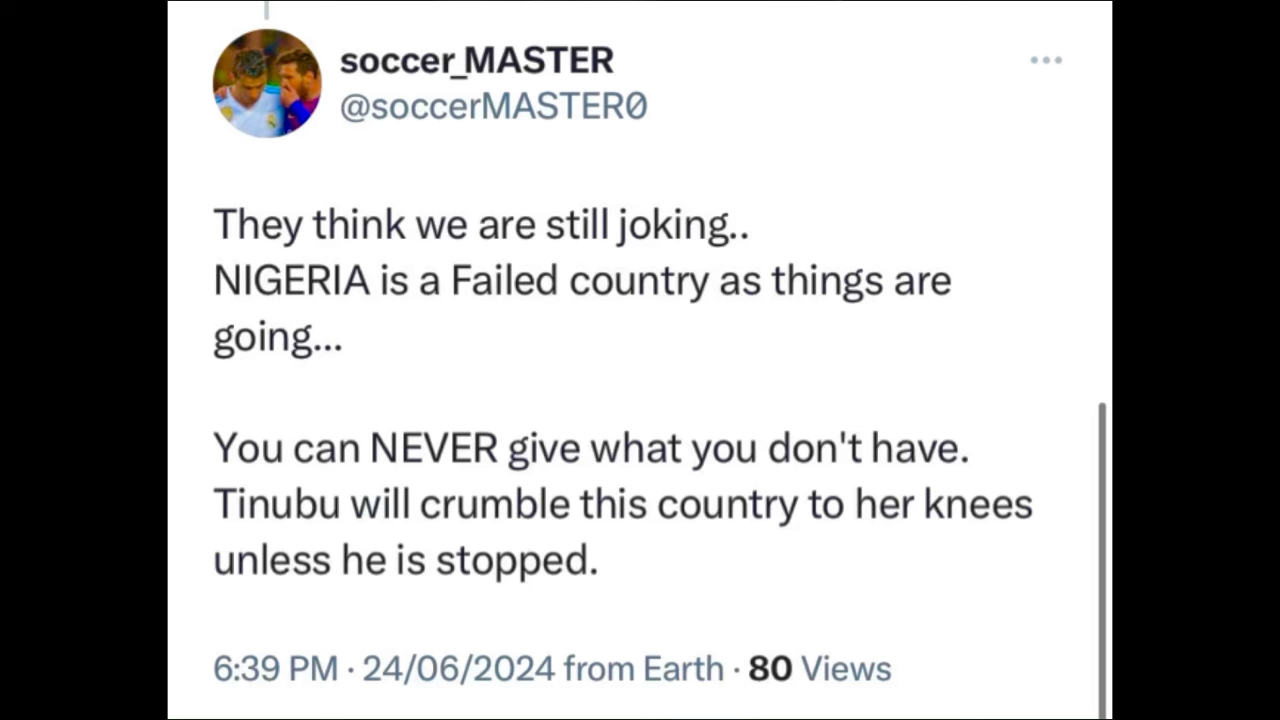 soccer_MASTER
@soccerMASTER0
They think we are still joking..
NIGERIA is a Failed country as things are
going...
You can NEVER give what you don't have.
Tinubu will crumble this country to her knees
unless he is stopped.
6:39 PM · 24/06/2024 from Earth · 80 Views